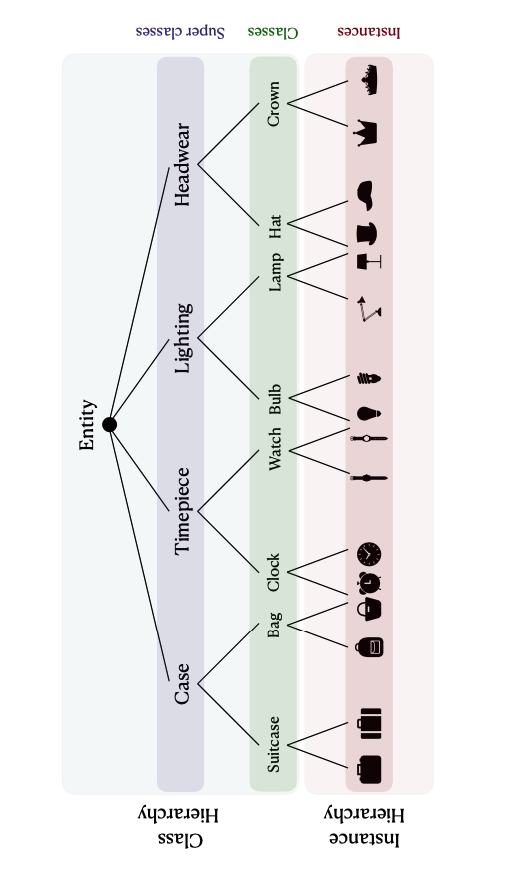 Super classes
Classes
Instances
Entity
Case
Timepiece
Lighting
Headwear
Suitcase
Bag
Clock
Watch
Bulb
Lamp
Hat
Crown
Class
Hierarchy
Instance
Hierarchy